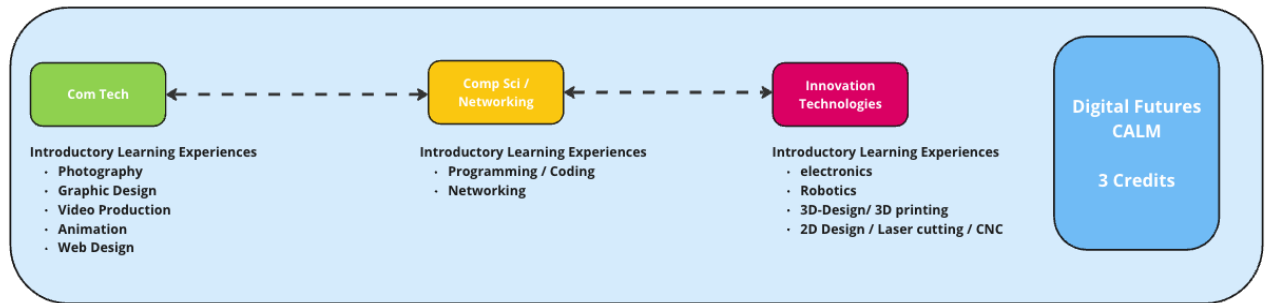 Com Tech
Introductory Learning Experiences
· Photography
· Graphic Design
· Video Production
· Animation
· Web Design
Comp Sci /
Networking
Introductory Learning Experiences
· Programming / Coding
· Networking
Innovation
Technologies
Introductory Learning Experiences
· electronics
· Robotics
· 3D-Design/ 3D printing
· 2D Design / Laser cutting / CNC
Digital Futures
CALM
3 Credits